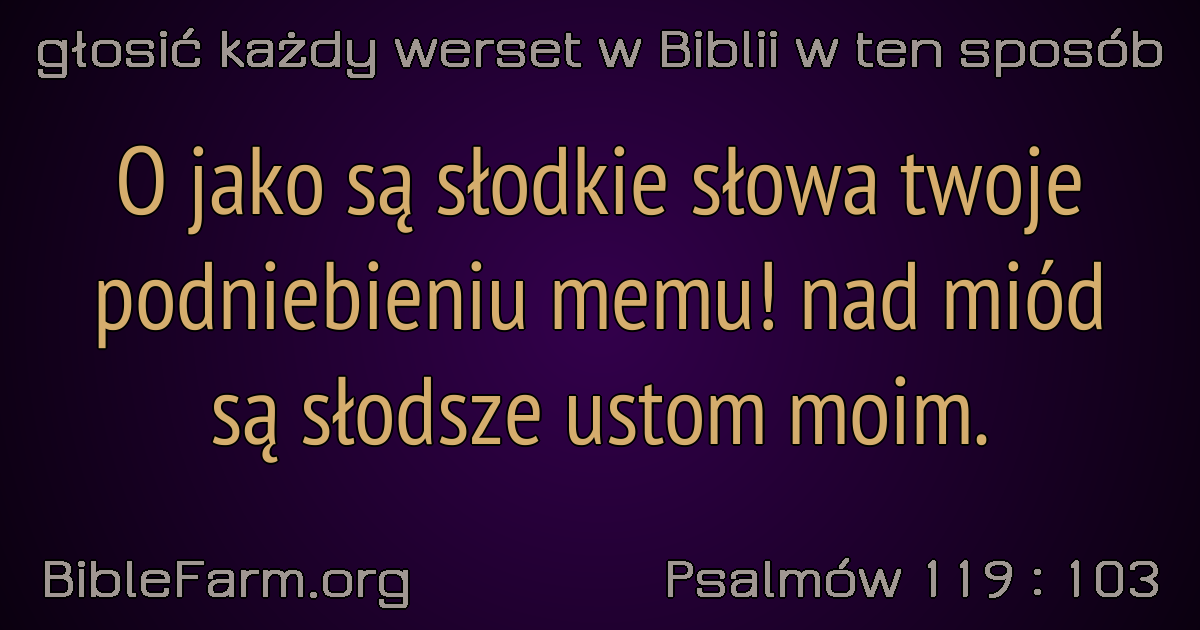 głosić każdy werset w Biblii w ten sposób
O jako są słodkie słowa twoje
podniebieniu memu! nad miód
są słodsze ustom moim.
BibleFarm.org
Psalmów 119 : 103